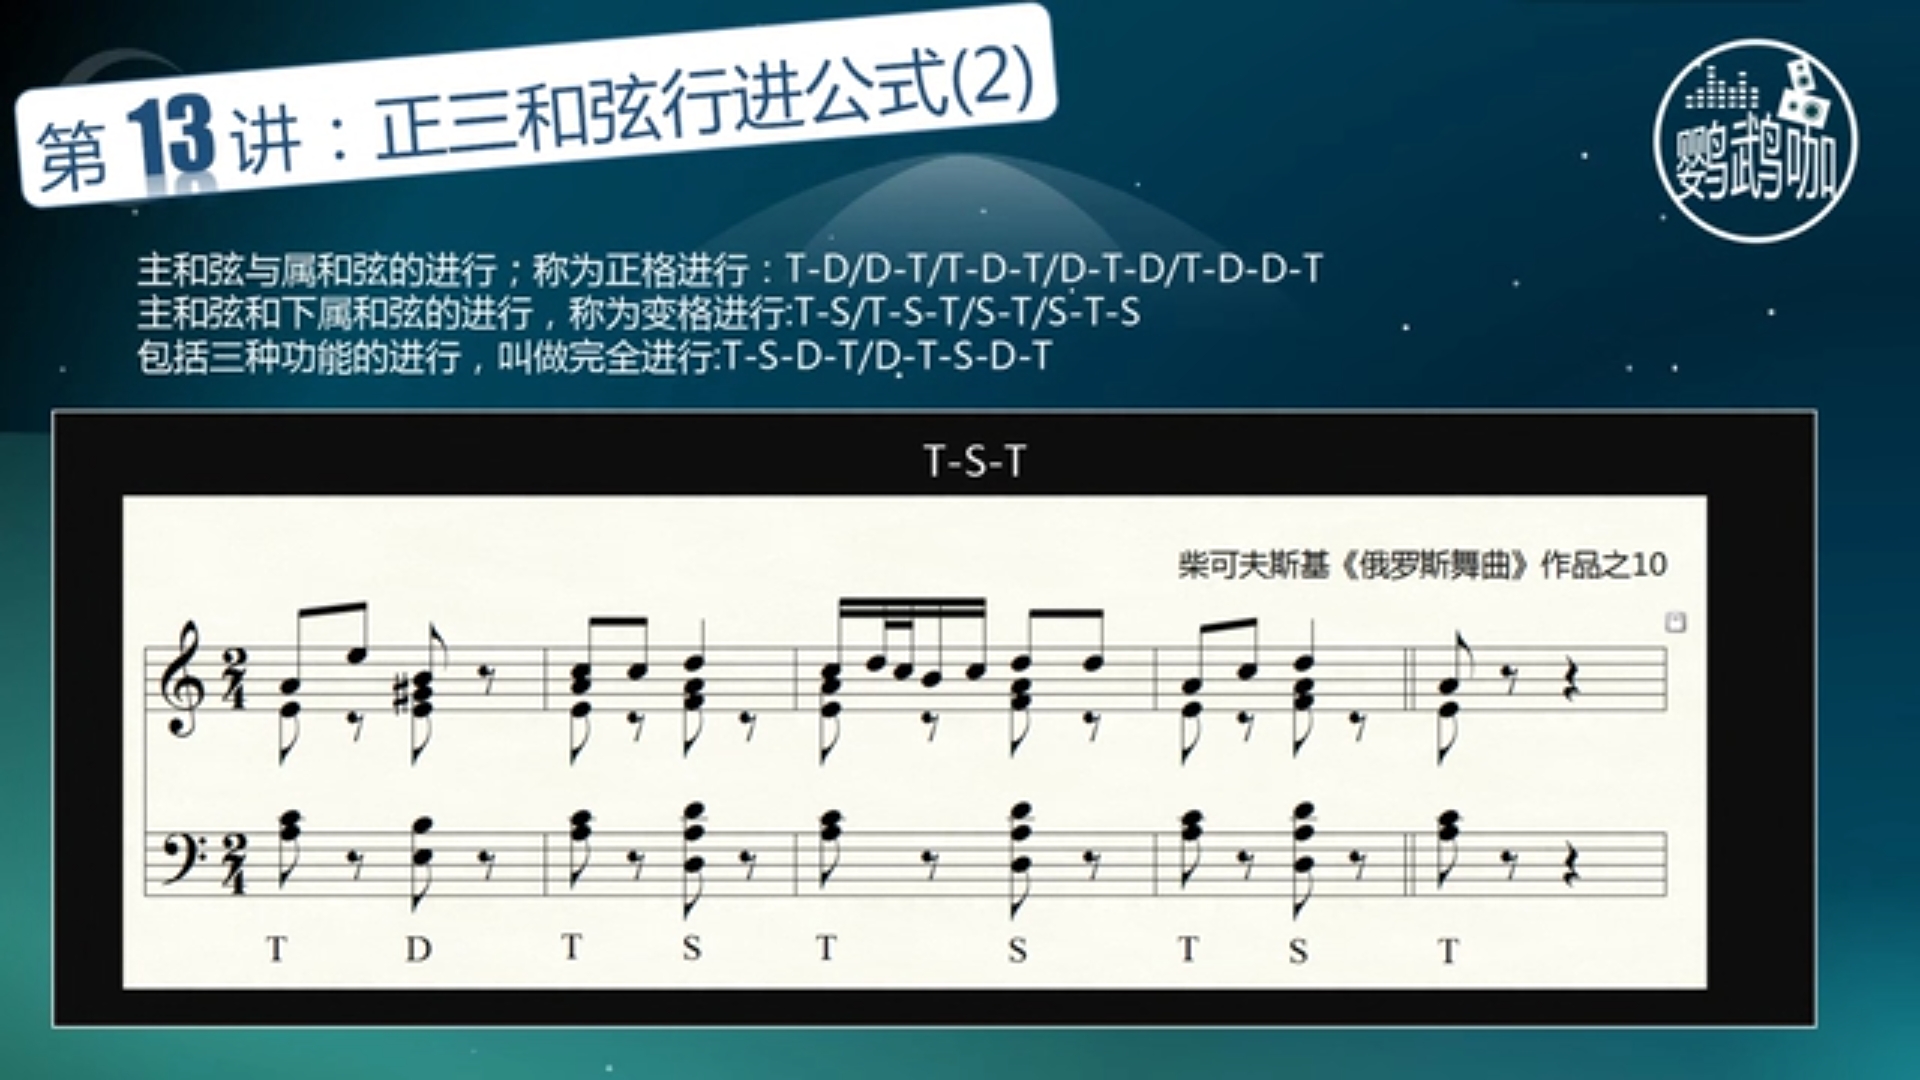 第13讲：正三和弦行进公式(2)
鹦鹉咖
主和弦与属和弦的进行；称为正格进行：T-D/D-T/T-D-T/D-T-D/T-D-D-T
主和弦和下属和弦的进行，称为变格进行:T-S/T-S-T/S-T/S-T-S
包括三种功能的进行，叫做完全进行:T-S-D-T/D-T-S-D-T
T-S-T
柴可夫斯基《俄罗斯舞曲》作品之10
2
4
2
4
T D T S T S T S T